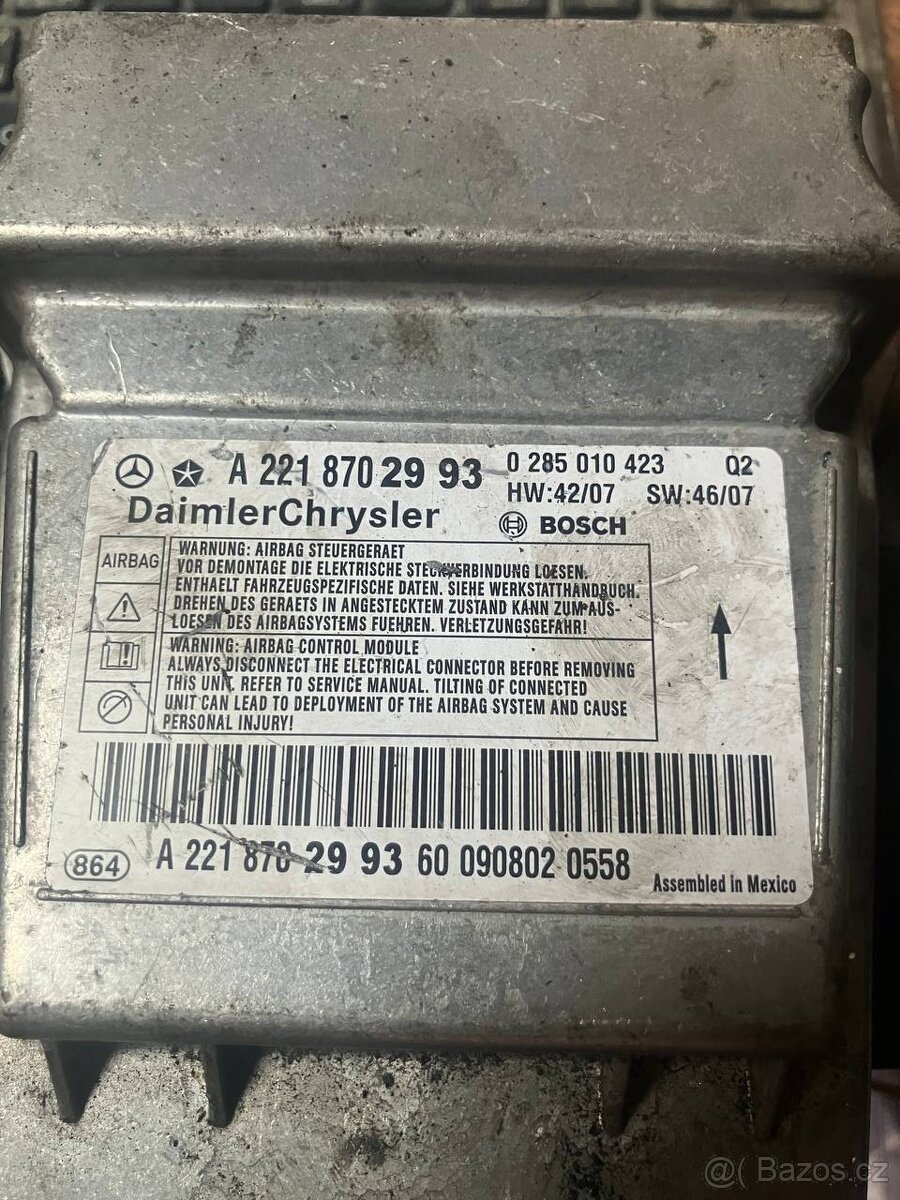 A 221 870 29 93
0 285 010 423 Q2
HW:42/07 SW:46/07
DaimlerChrysler
BOSCH
AIRBAG
WARNUNG: AIRBAG STEUERGERAET
VOR DEMONTAGE DIE ELEKTRISCHE STECKVERBINDUNG LOESEN.
ENTHAELT FAHRZEUGSPEZIFISCHE DATEN. SIEHE WERKSTATTHANDBUCH.
DREHEN DES GERAETS IN ANGESTECKTEM ZUSTAND KANN ZUM AUS-
LOESEN DES AIRBAGSYSTEMS FUEHREN. VERLETZUNGSGEFAHR!
WARNING: AIRBAG CONTROL MODULE
ALWAYS DISCONNECT THE ELECTRICAL CONNECTOR BEFORE REMOVING
THIS UNIT. REFER TO SERVICE MANUAL. TILTING OF CONNECTED
UNIT CAN LEAD TO DEPLOYMENT OF THE AIRBAG SYSTEM AND CAUSE
PERSONAL INJURY!
864
A 221 870 29 93 60 090802 0558
Assembled in Mexico
@( Bazos.cz